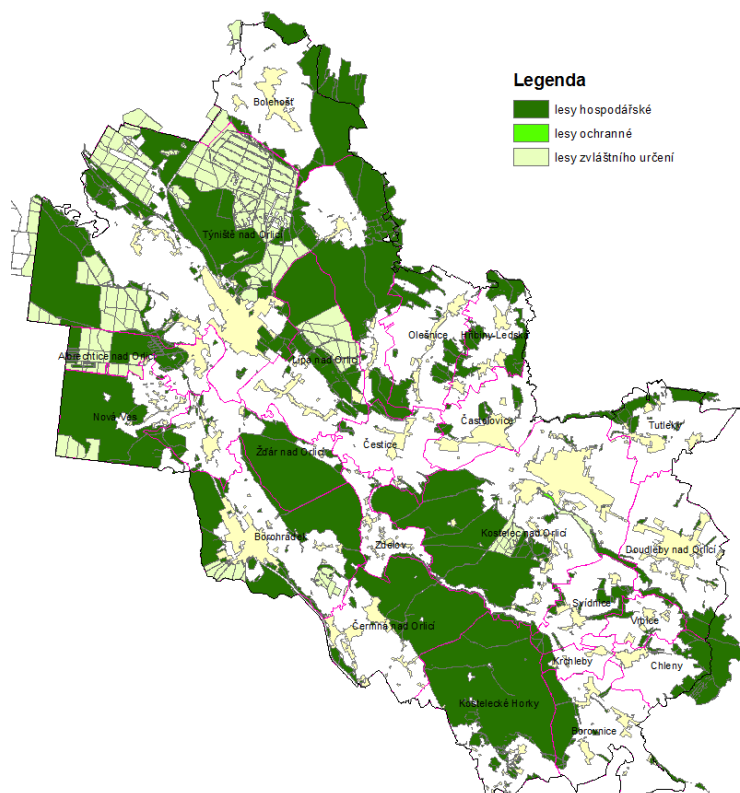 Legenda
lesy hospodářské
lesy ochranné
lesy zvláštního určení
Bolehošť
Týniště nad Orlicí
Olešnice
Hřibiny-Ledská
Albrechtice nad Orlicí
Lípa nad Orlicí
Nová Ves
Častolovice
Tutleky
Čestice
Žďár nad Orlicí
Borohrádek
Kostelec nad Orlicí
Zdelov
Doudleby nad Orlicí
Svídnice
Vrbice
Čermná nad Orlicí
Krchleby
Chleny
Kostelecké Horky
Borovnice